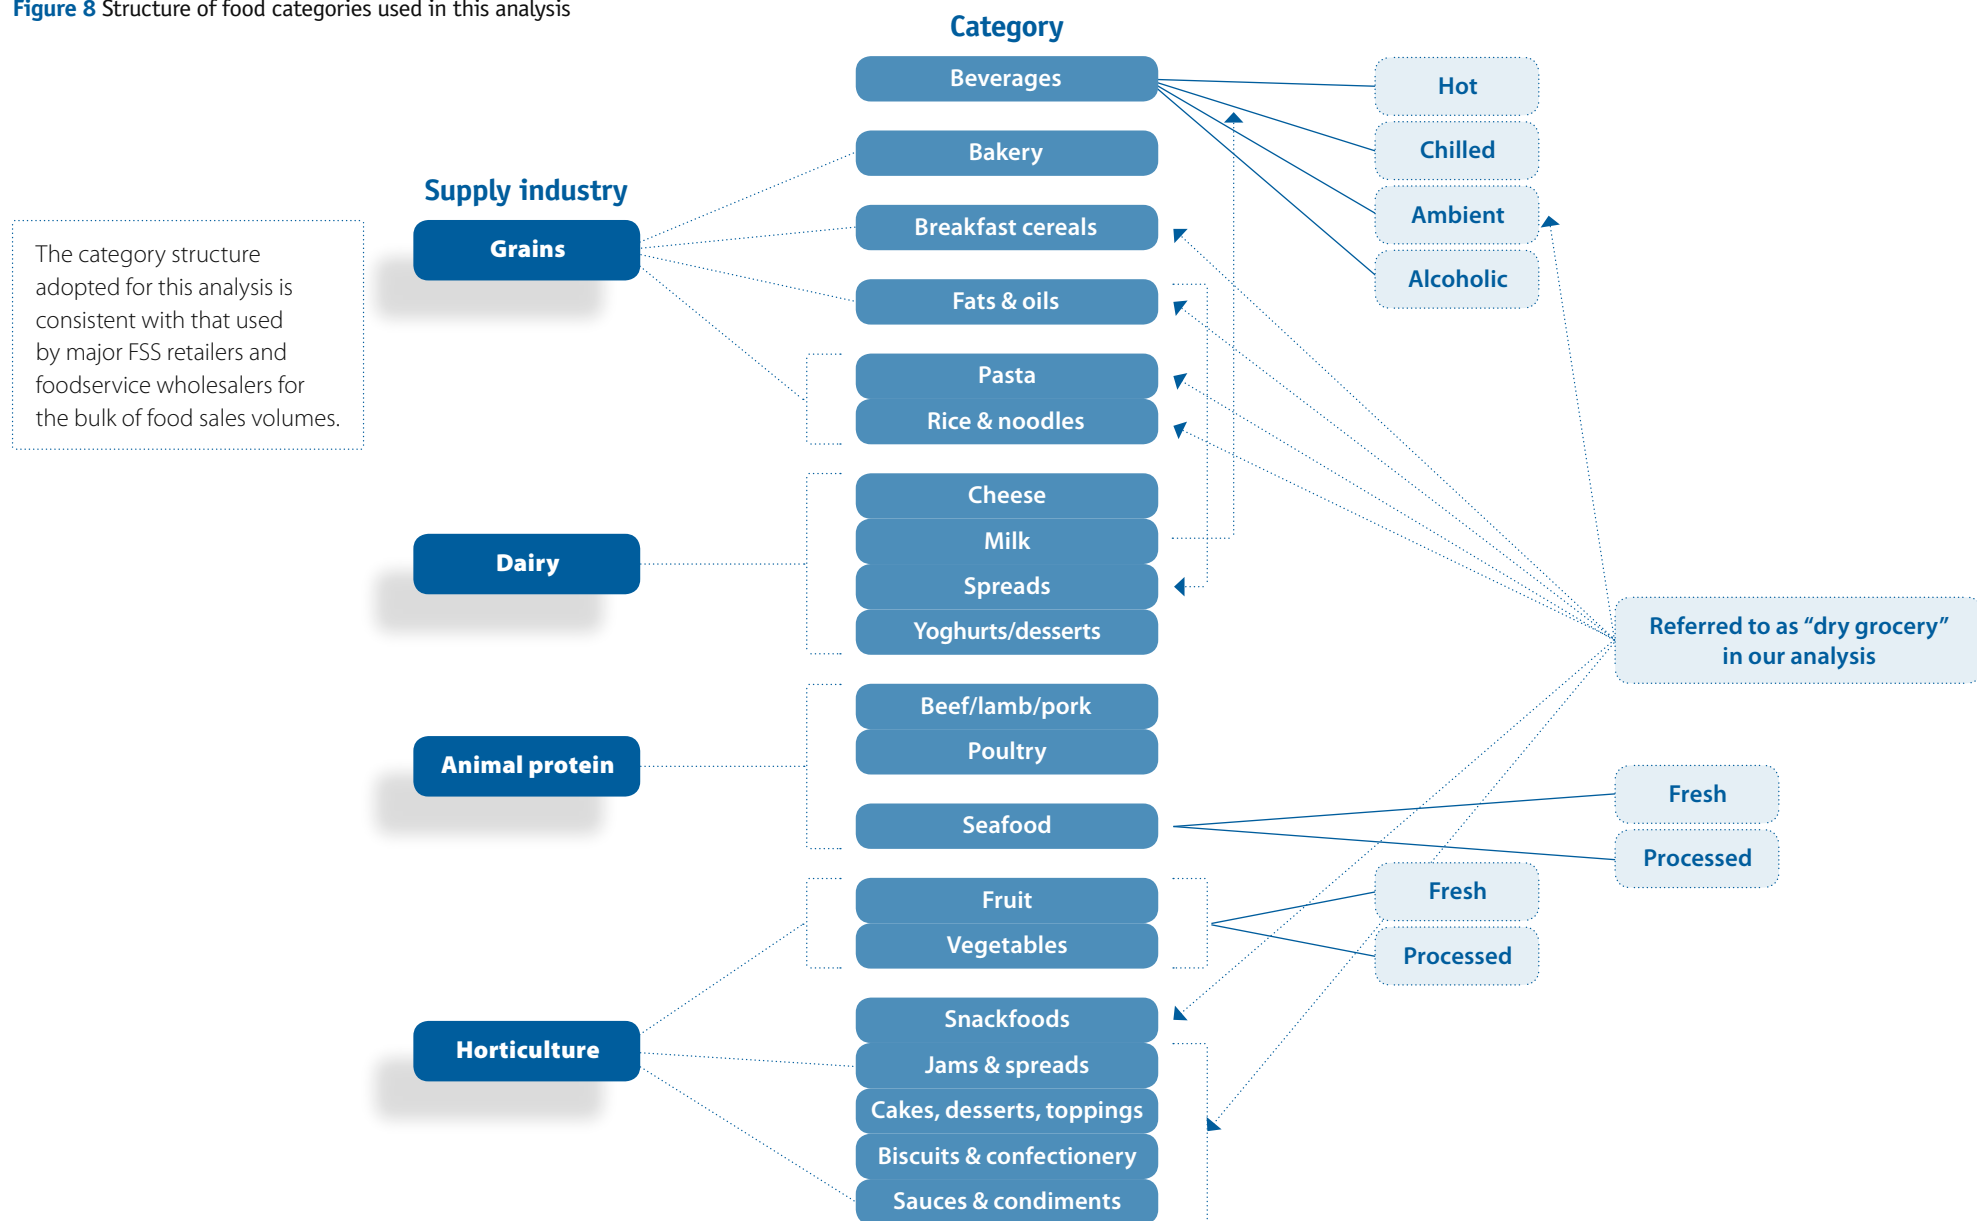 Figure 8 Structure of food categories used in this analysis
Category
Beverages
Hot
Chilled
Ambient
Alcoholic
Bakery
Supply industry
Grains
Breakfast cereals
Fats & oils
Pasta
Rice & noodles
The category structure
adopted for this analysis is
consistent with that used
by major FSS retailers and
foodservice wholesalers for
the bulk of food sales volumes.
Dairy
Cheese
Milk
Spreads
Yoghurts/desserts
Referred to as “dry grocery”
in our analysis
Animal protein
Beef/lamb/pork
Poultry
Seafood
Fresh
Processed
Fruit
Vegetables
Fresh
Processed
Horticulture
Snackfoods
Jams & spreads
Cakes, desserts, toppings
Biscuits & confectionery
Sauces & condiments